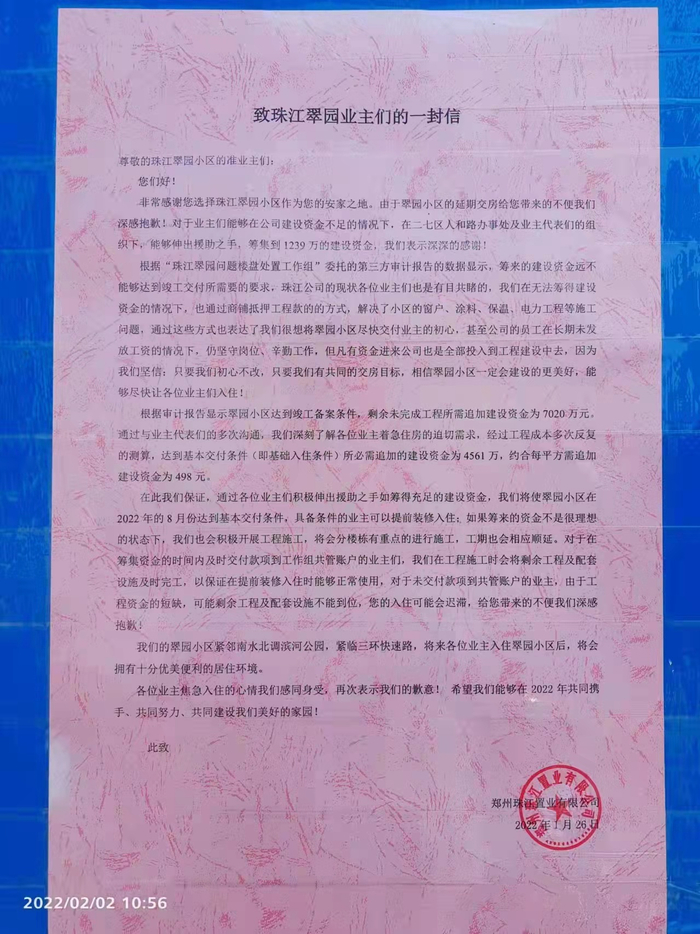 致珠江翠园业主们的一封信
尊敬的珠江翠园小区的准业主们：
您们好！
非常感谢您选择珠江翠园小区作为您的安家之地。由于翠园小区的延期交房给您带来的不便我们
深感抱歉！对于业主们能够在公司建设资金不足的情况下，在二七区人和路办事处及业主代表们的组
织下，能够伸出援助之手，筹集到 1239 万的建设资金，我们表示深深的感谢！
根据“珠江翠园问题楼盘处置工作组”委托的第三方审计报告的数据显示，筹来的建设资金远不
能够达到竣工交付所需要的要求，珠江公司的现状各位业主们也是有目共睹的，我们在无法筹得建设
资金的情况下，也通过商铺抵押工程款的的方式，解决了小区的窗户、涂料、保温、电力工程等施工
问题，通过这些方式也表达了我们很想将翠园小区尽快交付业主的初心，甚至公司的员工在长期未发
放工资的情况下，仍坚守岗位、辛勤工作，但凡有资金进来公司也是全部投入到工程建设中去，因为
我们坚信：只要我们初心不改，只要我们有共同的交房目标，相信翠园小区一定会建设的更美好，能
够尽快让各位业主们入住！
根据审计报告显示翠园小区达到竣工备案条件，剩余未完成工程所需追加建设资金为 7020 万元。
通过与业主代表们的多次沟通，我们深刻了解各位业主着急住房的迫切需求，经过工程成本多次反复
的测算，达到基本交付条件（即基础入住条件）所必需追加的建设资金为 4561 万，约合每平方需追加
建设资金为 498 元。
在此我们保证，通过各位业主们积极伸出援助之手如筹得充足的建设资金，我们将使翠园小区在
2022 年的 8 月份达到基本交付条件，具备条件的业主可以提前装修入住；如果筹来的资金不是很理想
的状态下，我们也会积极开展工程施工，将会分楼栋有重点的进行施工，工期也会相应顺延。对于在
筹集资金的时间内及时交付款项到工作组共管账户的业主们，我们在工程施工时会将剩余工程及配套
设施及时完工，以保证在提前装修入住时能够正常使用，对于未交付款项到共管账户的业主，由于工
程资金的短缺，可能剩余工程及配套设施不能到位，您的入住可能会迟滞，给您带来的不便我们深感
抱歉！
我们的翠园小区紧邻南水北调滨河公园，紧临三环快速路，将来各位业主入住翠园小区后，将会
拥有十分优美便利的居住环境。
各位业主焦急入住的心情我们感同身受，再次表示我们的歉意！ 希望我们能够在 2022 年共同携
手、共同努力、共同建设我们美好的家园！
此致
郑州珠江置业有限公司
2022 年 1 月 26 日
郑州珠江置业有限公司
2022/02/02 10:56